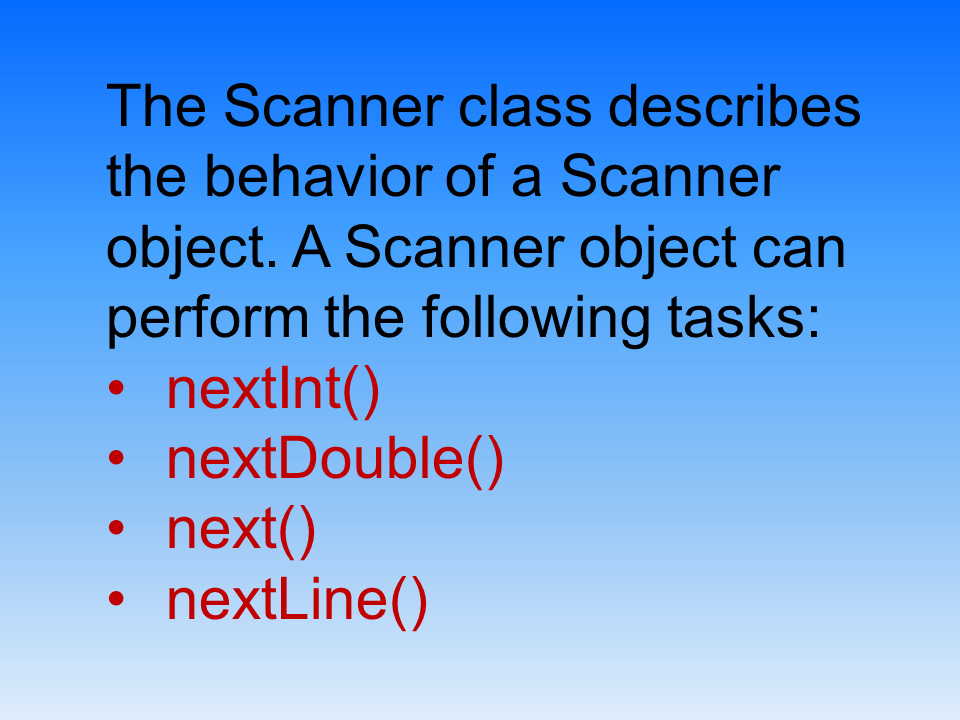 The Scanner class describes
the behavior of a Scanner
object. A Scanner object can
perform the following tasks:
• nextInt()
• nextDouble()
• next()
• nextLine()